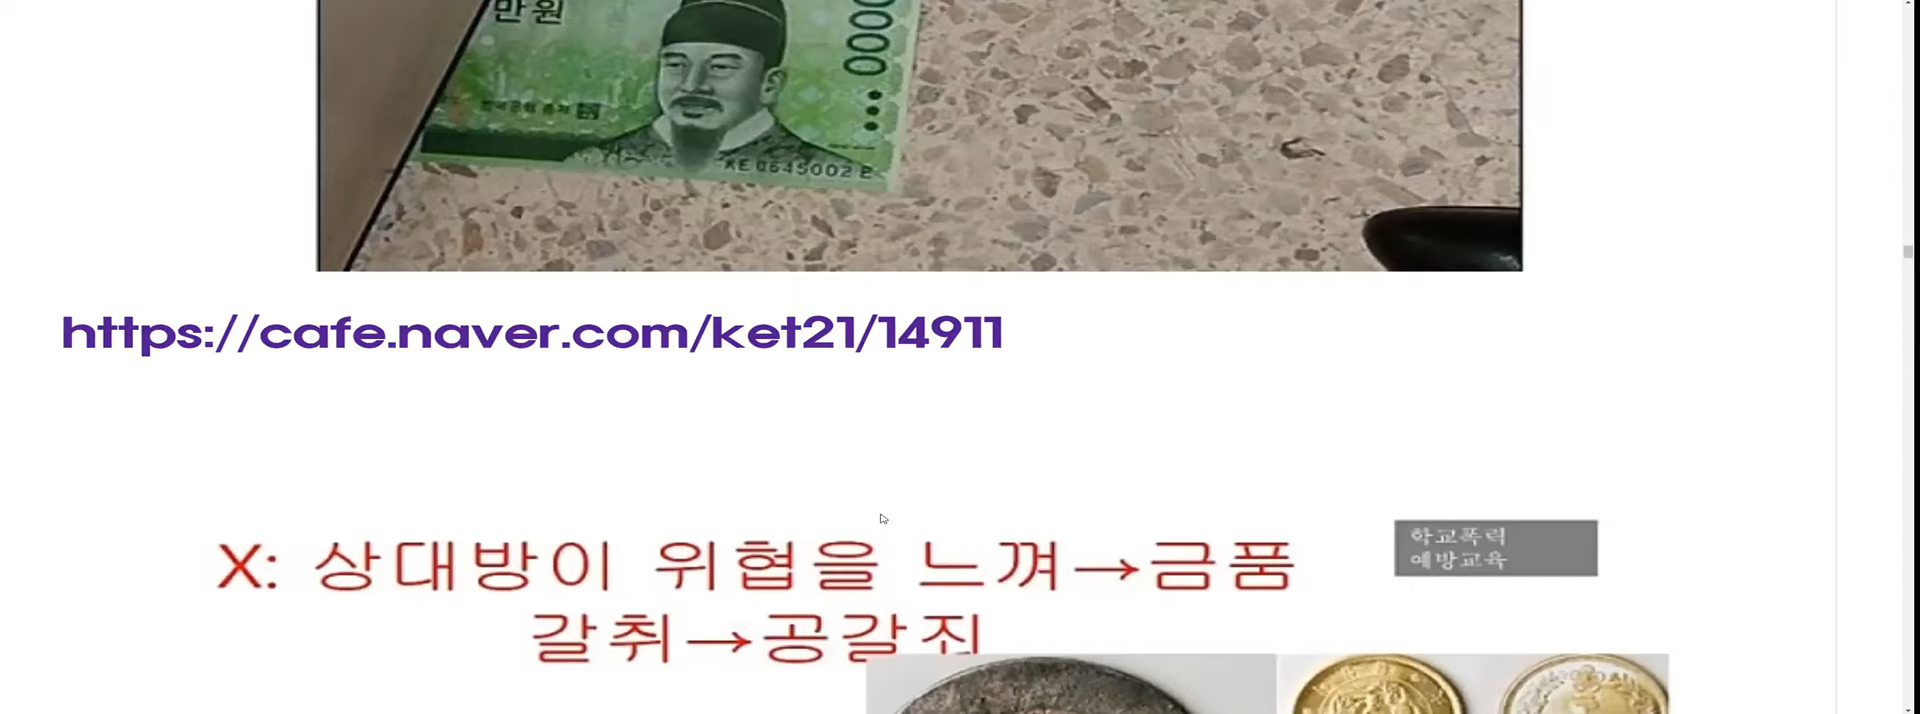 만원
0000
KE 0645002 E
https://cafe.naver.com/ket21/14911
학교폭력
예방교육
X: 상대방이 위협을 느껴→금품
갈취→공갈죄